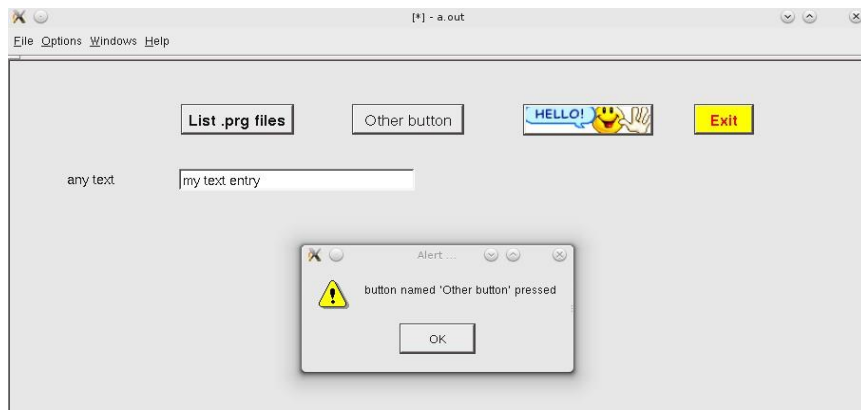 [*] - a.out
File Options Windows Help
List .prg files
Other button
HELLO!
Exit
any text
my text entry
Alert ...
button named 'Other button' pressed
OK